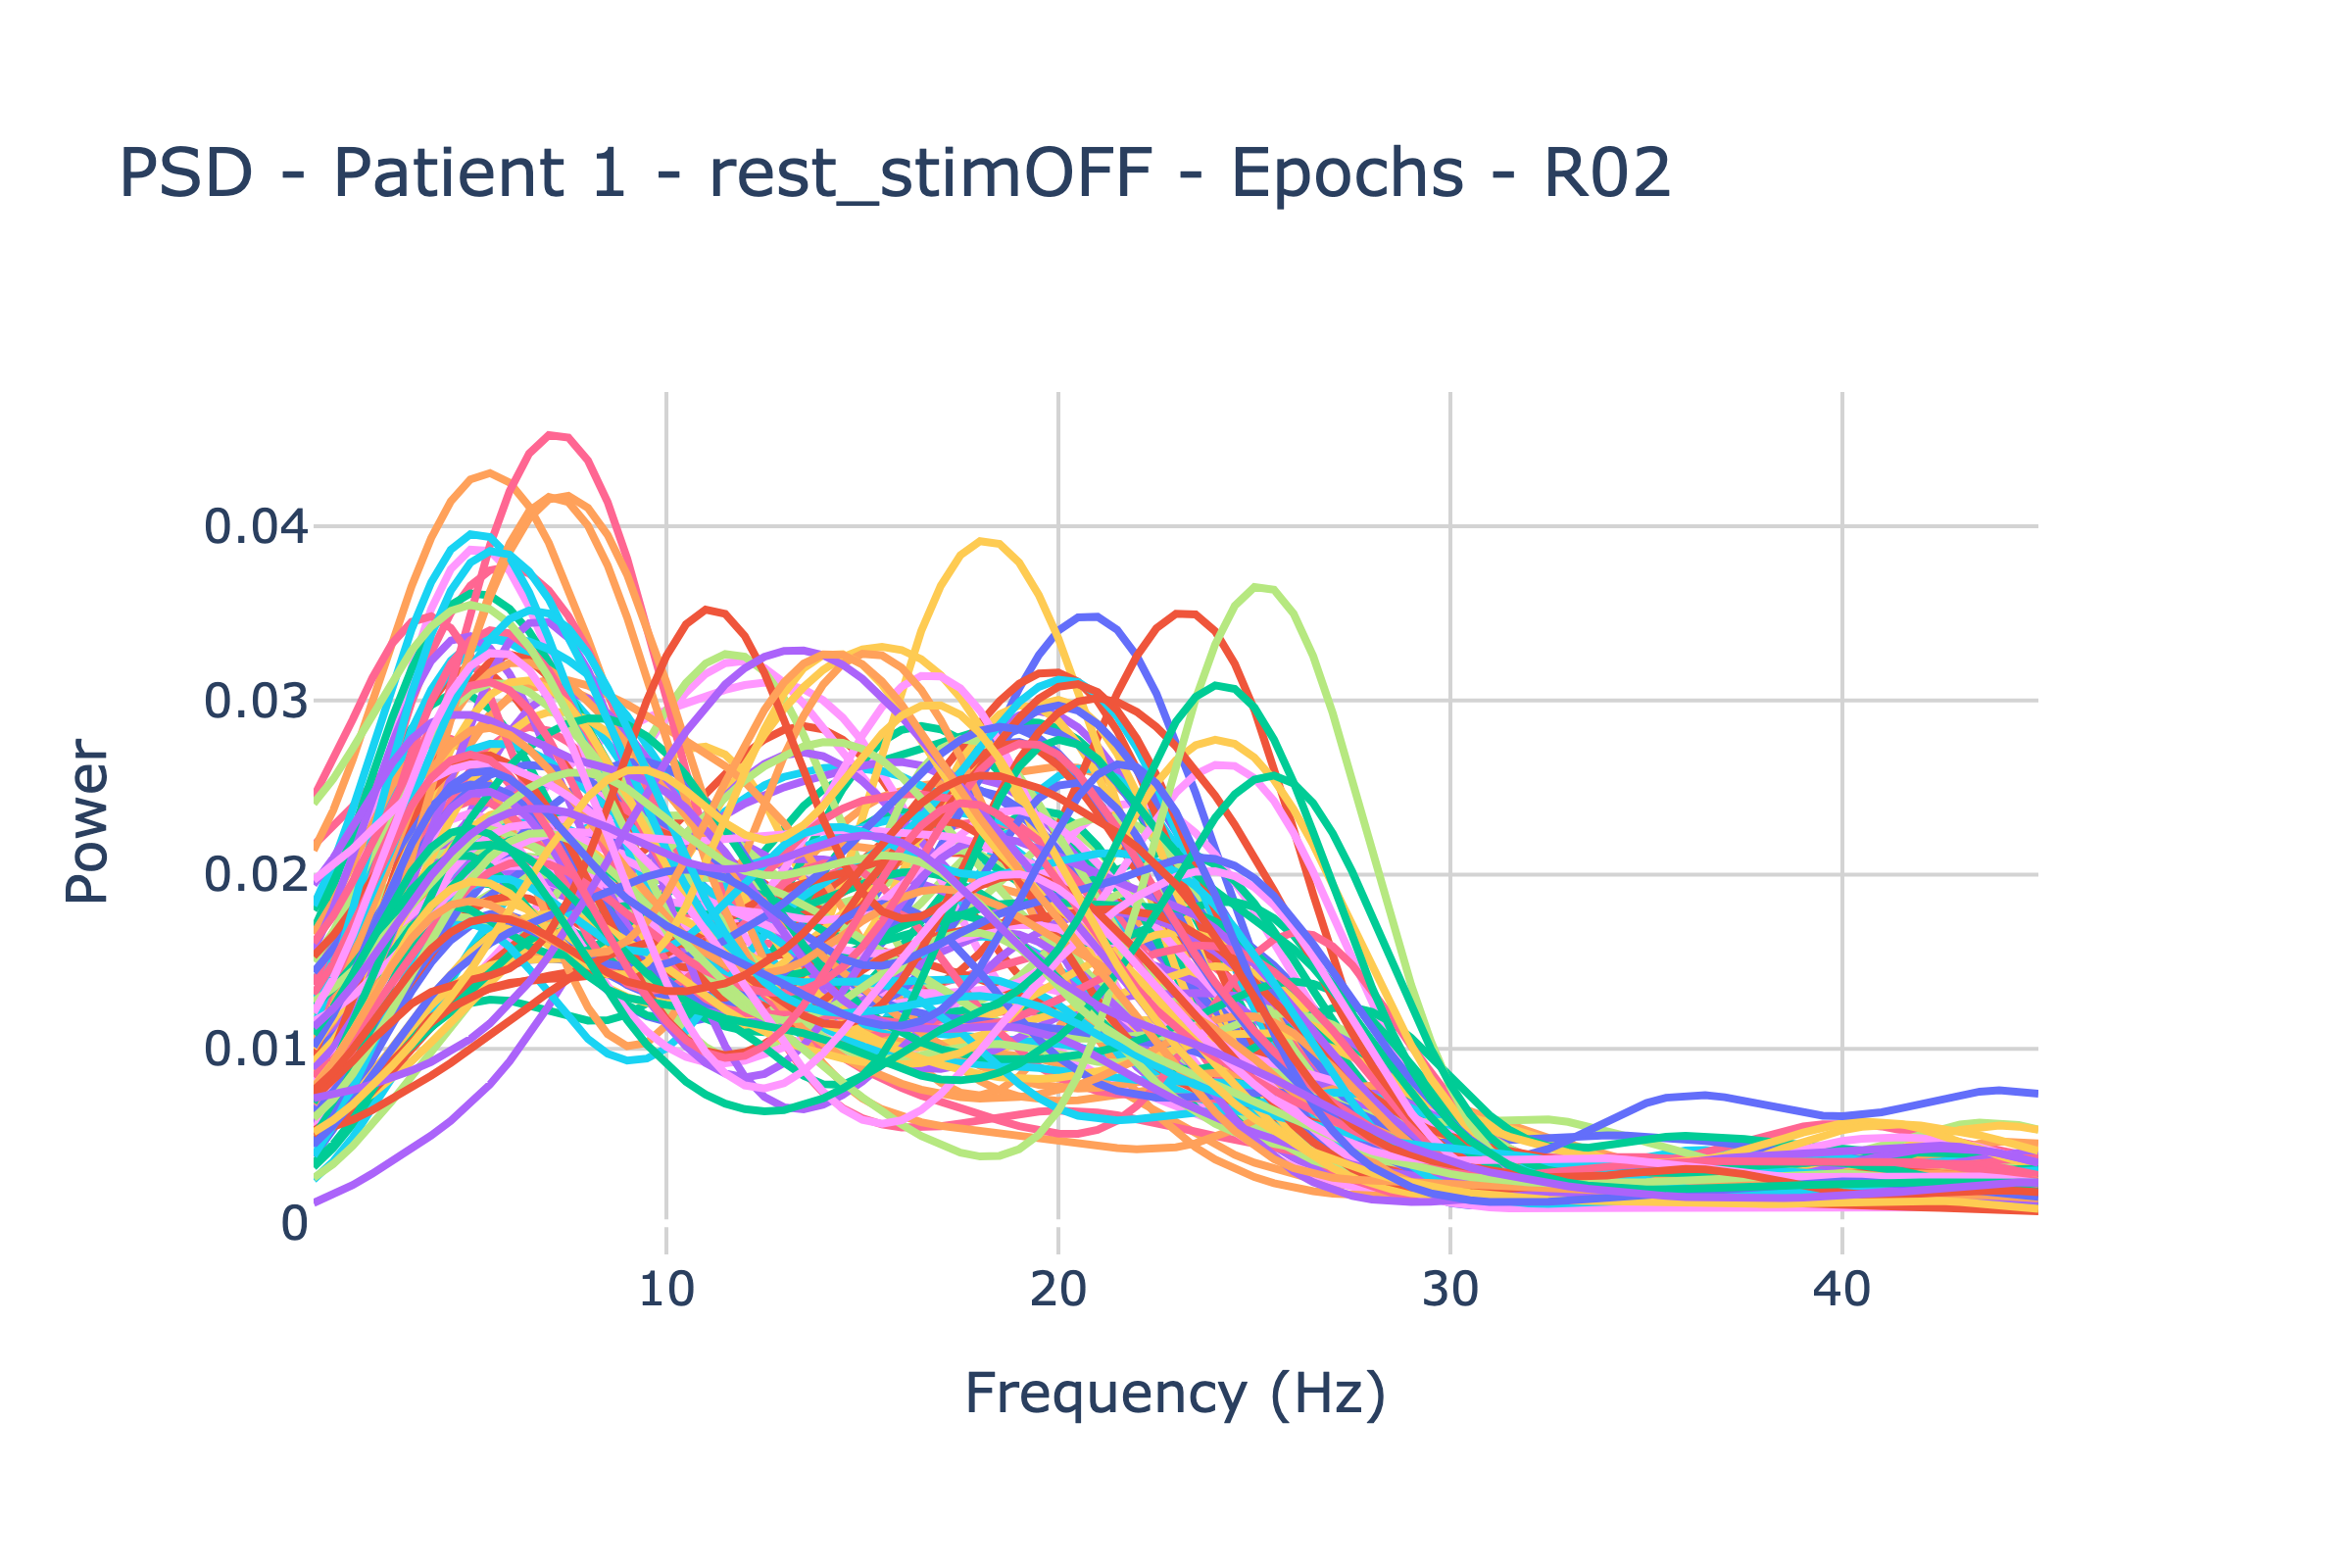 PSD - Patient 1 - rest_stimOFF - Epochs - R02
0.04
0.03
0.02
0.01
0
Power
10 20 30 40
Frequency (Hz)